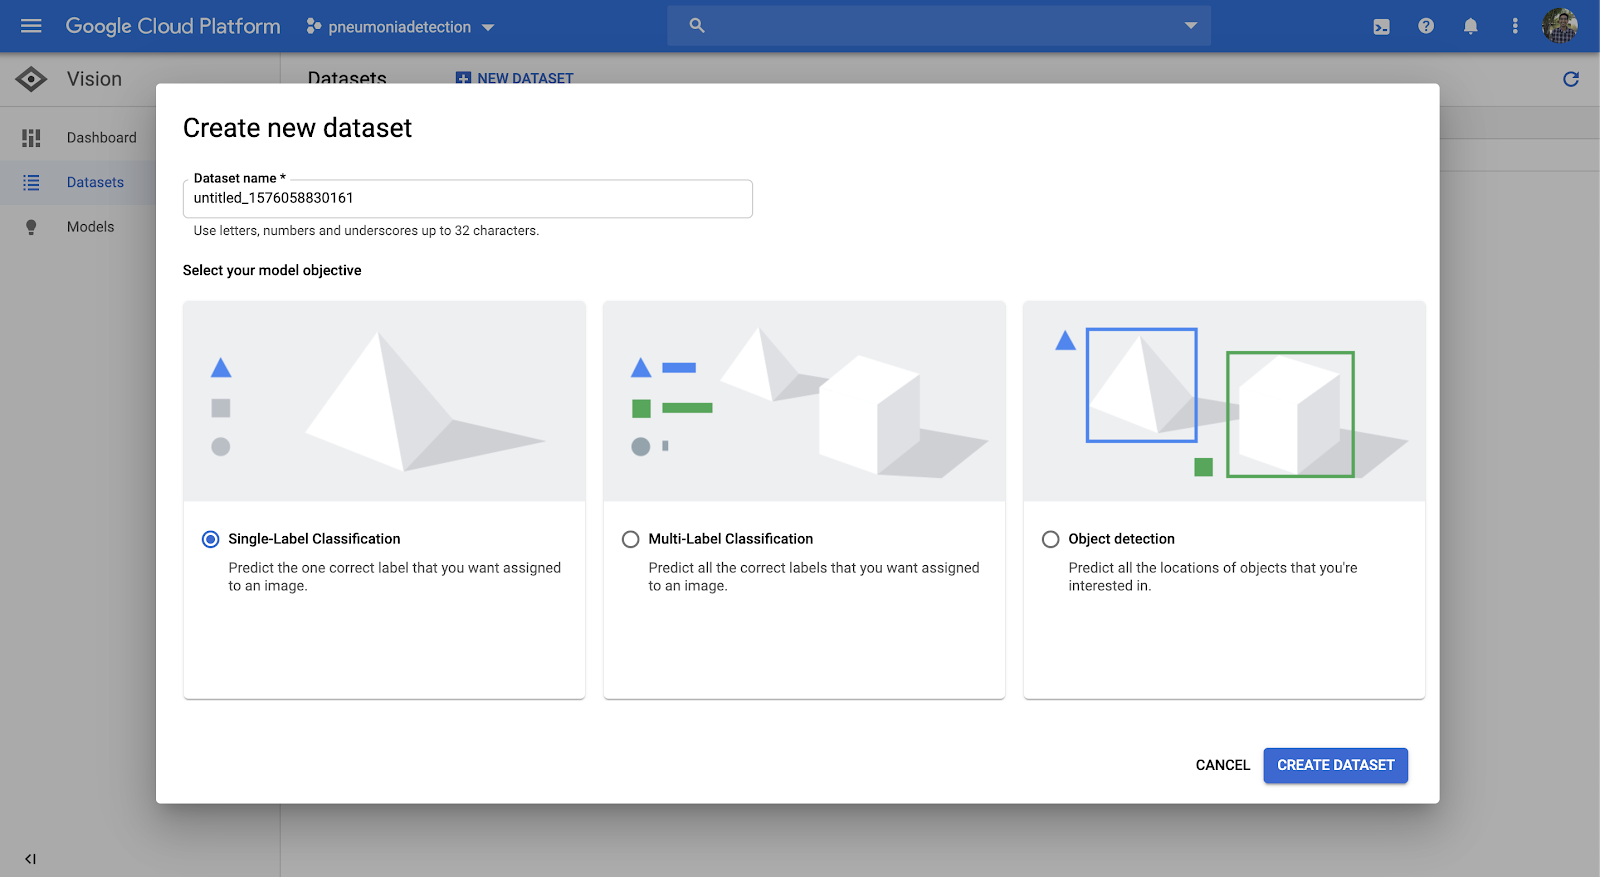 Google Cloud Platform
pneumoniadetection
Vision
Datasets
NEW DATASET
Dashboard
Datasets
Models
Create new dataset
Dataset name *
untitled_1576058830161
Use letters, numbers and underscores up to 32 characters.
Select your model objective
Single-Label Classification
Predict the one correct label that you want assigned
to an image.
Multi-Label Classification
Predict all the correct labels that you want assigned
to an image.
Object detection
Predict all the locations of objects that you're
interested in.
CANCEL
CREATE DATASET